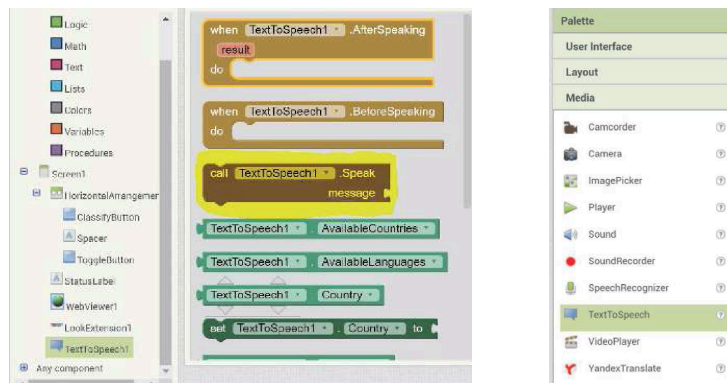 Logic
Math
Text
Lists
Colors
Variables
Procedures
Screen1
HorizontalArrangemer
ClassifyButton
Spacer
ToggleButton
StatusLabel
WebViewer1
LookExtension1
TextToSpeech1
Any component
when TextToSpeech1 .AfterSpeaking
result
do
when TextToSpeech1 .BeforeSpeaking
do
call TextToSpeech1 .Speak
message
TextToSpeech1 . AvailableCountries
TextToSpeech1 . AvailableLanguages
TextToSpeech1 . Country
set TextToSpeech1 . Country to
Palette
User Interface
Layout
Media
Camcorder
Camera
ImagePicker
Player
Sound
SoundRecorder
SpeechRecognizer
TextToSpeech
VideoPlayer
YandexTranslate